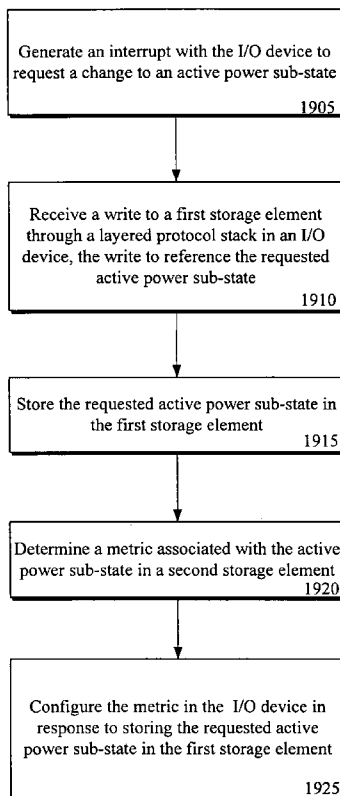 Generate an interrupt with the I/O device to
request a change to an active power sub-state
1905
Receive a write to a first storage element
through a layered protocol stack in an I/O
device, the write to reference the requested
active power sub-state
1910
Store the requested active power sub-state in
the first storage element
1915
Determine a metric associated with the active
power sub-state in a second storage element
1920
Configure the metric in the I/O device in
response to storing the requested active
power sub-state in the first storage element
1925